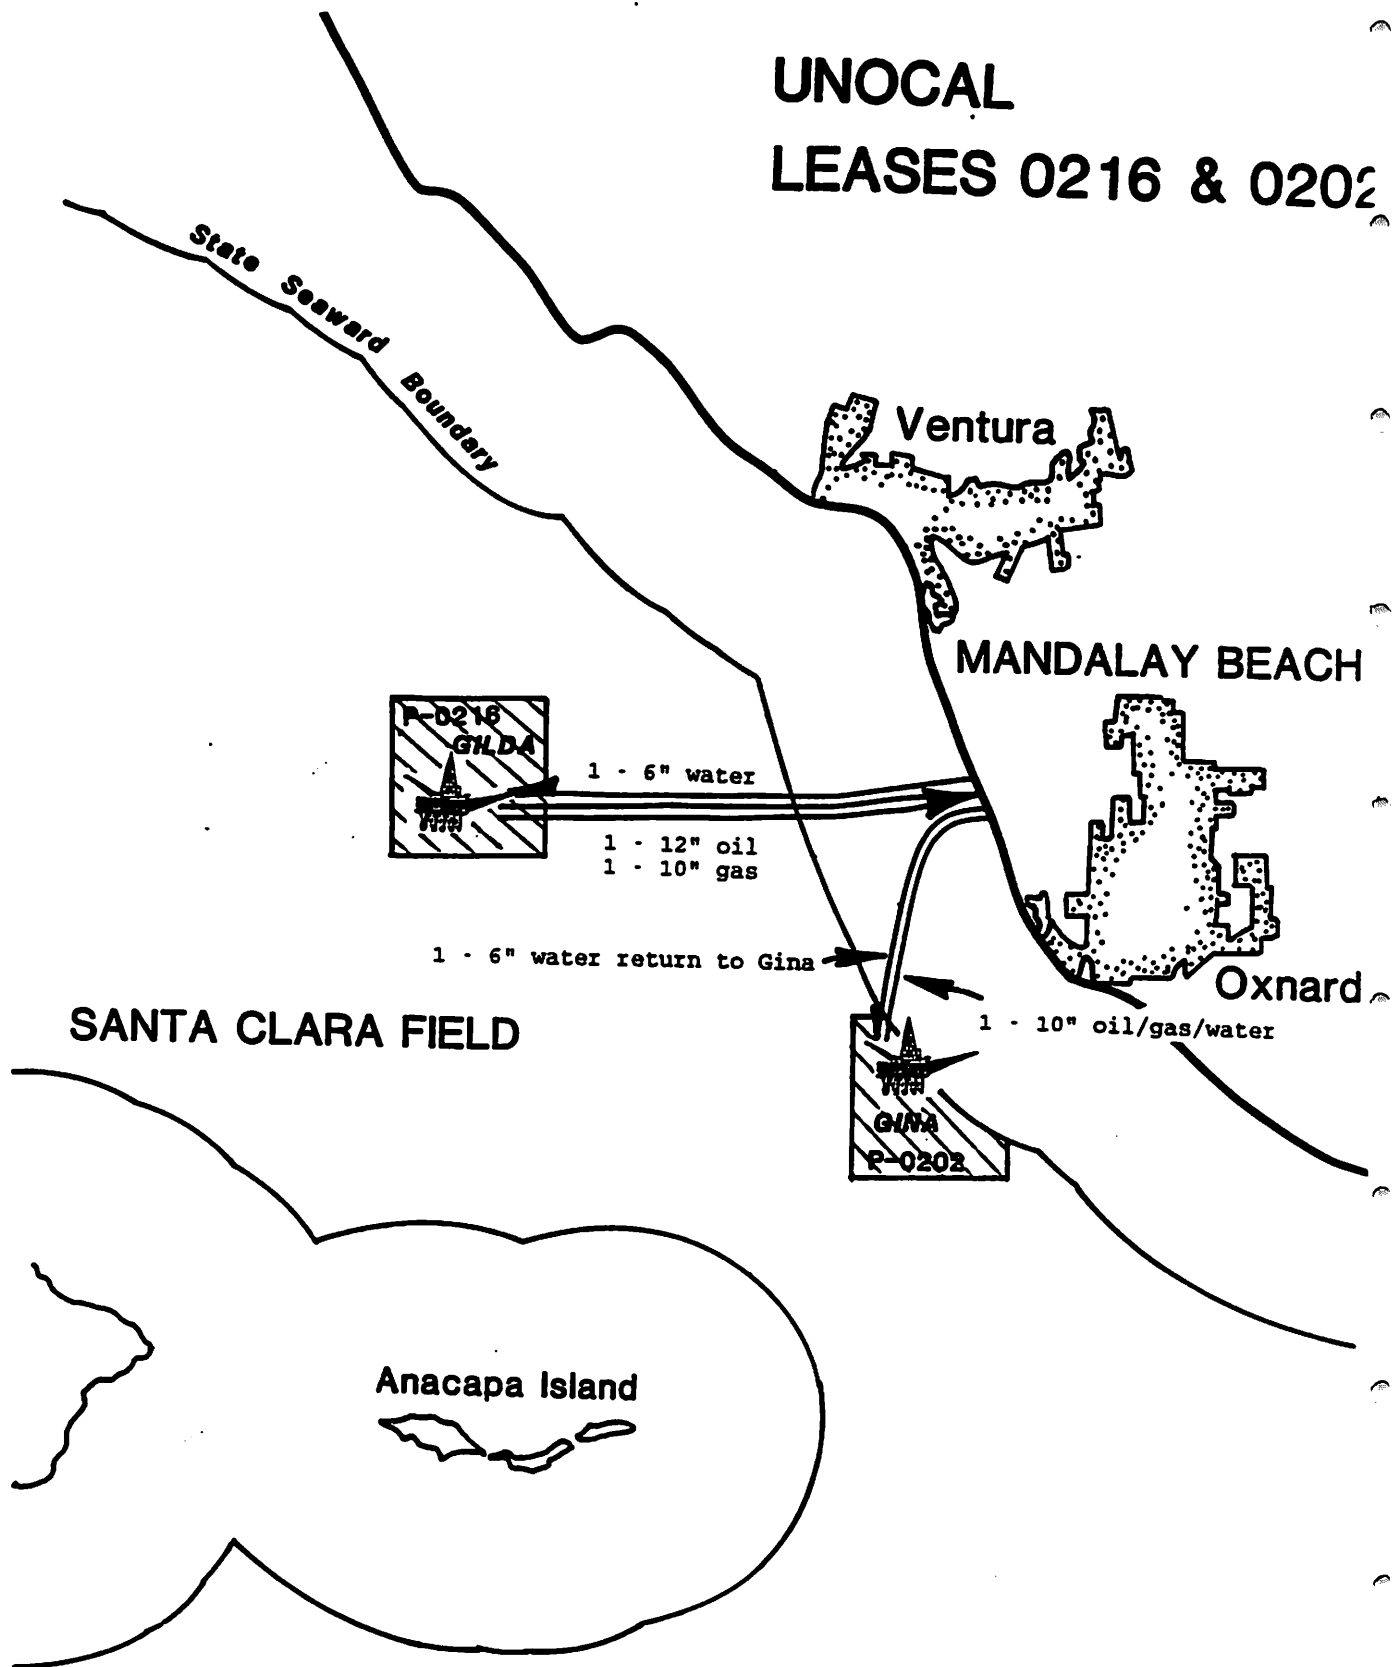 UNOCAL
LEASES 0216 & 0202
State Seaward Boundary
Ventura
MANDALAY BEACH
P-0216
GILDA
1 - 6" water
1 - 12" oil
1 - 10" gas
1 - 6" water return to Gina
Oxnard
SANTA CLARA FIELD
1 - 10" oil/gas/water
GINA
P-0202
Anacapa Island